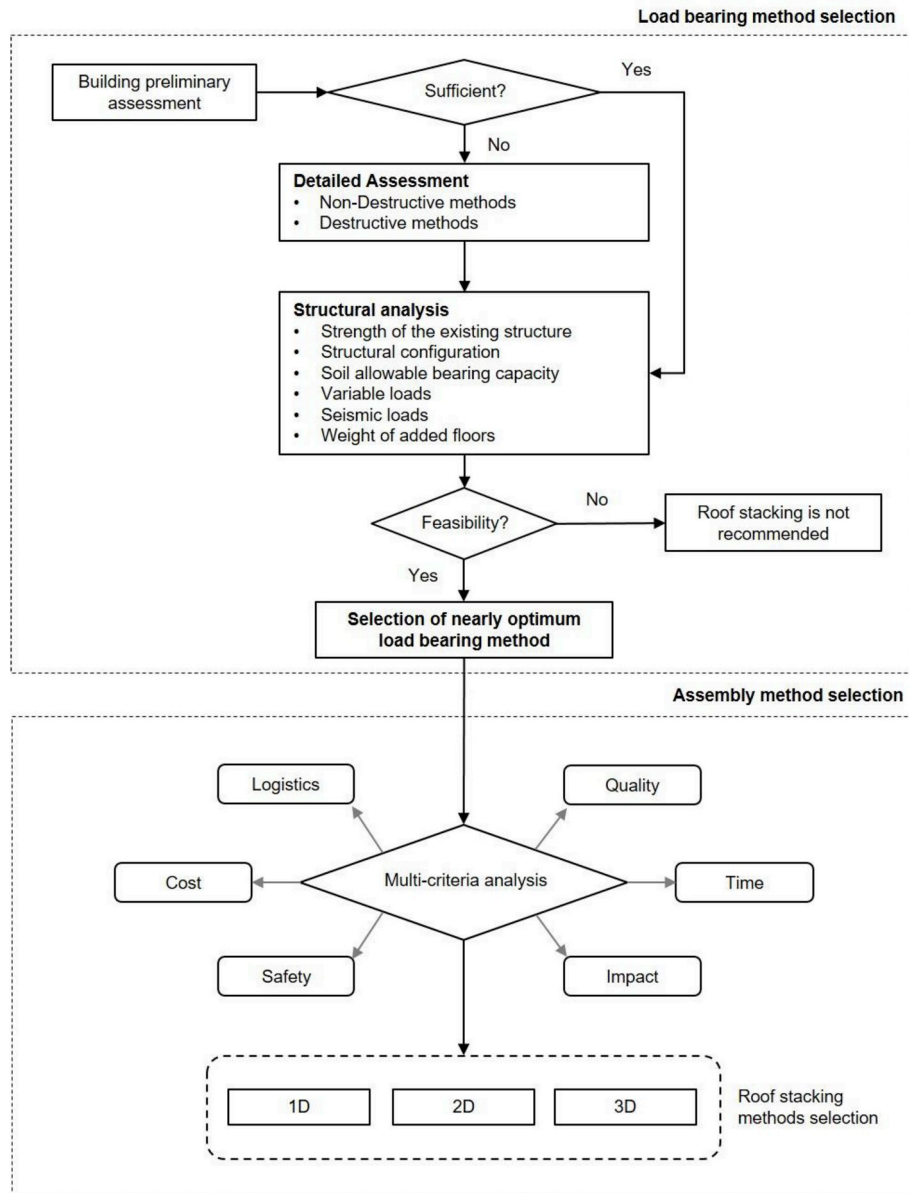 Load bearing method selection
Building preliminary
assessment
Sufficient?
Yes
No
Detailed Assessment
• Non-Destructive methods
• Destructive methods
Structural analysis
• Strength of the existing structure
• Structural configuration
• Soil allowable bearing capacity
• Variable loads
• Seismic loads
• Weight of added floors
Feasibility?
No
Roof stacking is not
recommended
Yes
Selection of nearly optimum
load bearing method
Assembly method selection
Logistics
Quality
Cost
Multi-criteria analysis
Time
Safety
Impact
1D
2D
3D
Roof stacking
methods selection